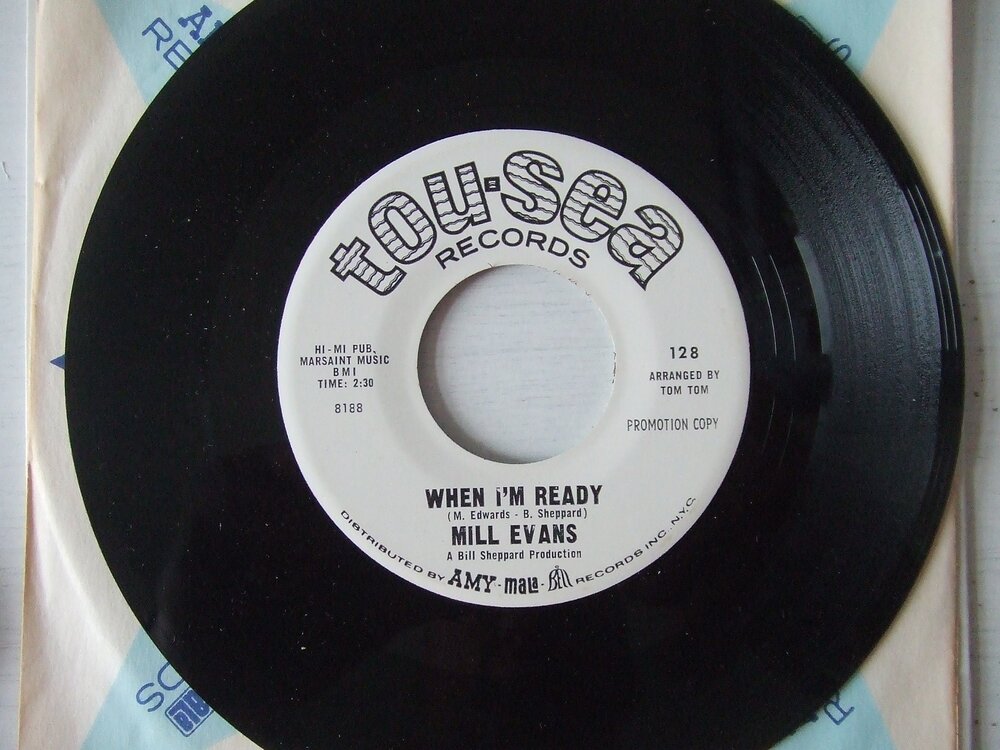 tou-sea
RECORDS
HI-MI PUB,
MARSAINT MUSIC
BMI
TIME: 2:30
8188
128
ARRANGED BY
TOM TOM
PROMOTION COPY
WHEN I'M READY
(M. Edwards - B. Sheppard)
MILL EVANS
A Bill Sheppard Production
DISTRIBUTED BY AMY - mala - Bell RECORDS INC. N.Y.C.